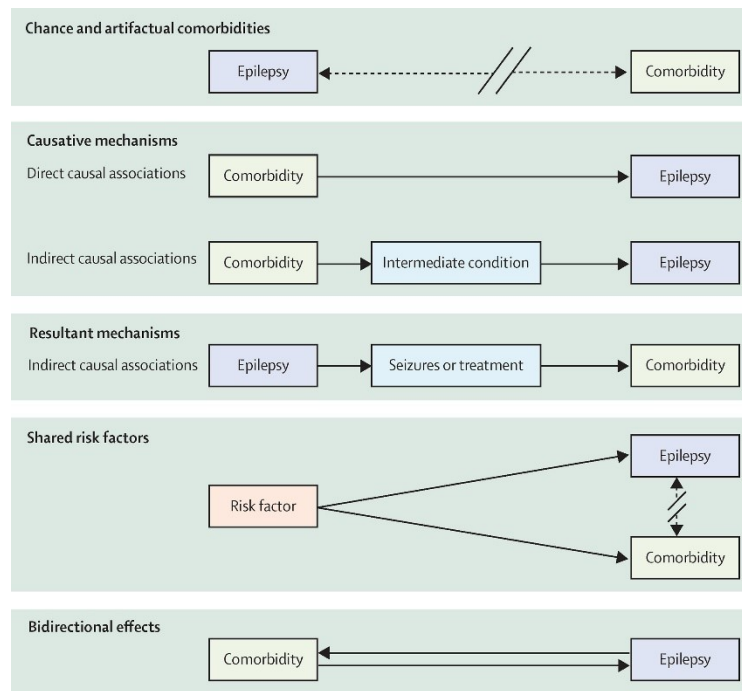 Chance and artifactual comorbidities
Epilepsy
Comorbidity
Causative mechanisms
Direct causal associations
Comorbidity
Epilepsy
Indirect causal associations
Comorbidity
Intermediate condition
Epilepsy
Resultant mechanisms
Indirect causal associations
Epilepsy
Seizures or treatment
Comorbidity
Shared risk factors
Epilepsy
Risk factor
Comorbidity
Bidirectional effects
Comorbidity
Epilepsy